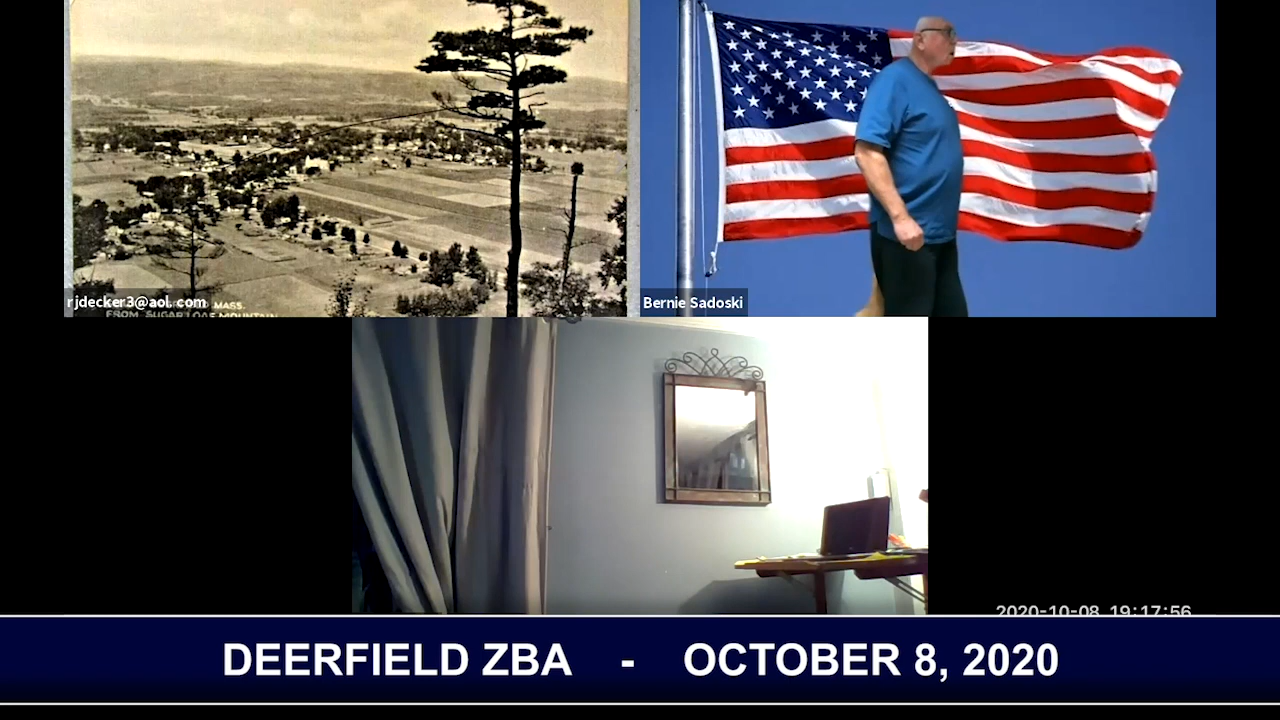 rjdecker3@aol.com
MASS.
FROM SUGAR LOAF MOUNTAIN
Bernie Sadoski
2020-10-08 19:17:56
DEERFIELD ZBA - OCTOBER 8, 2020